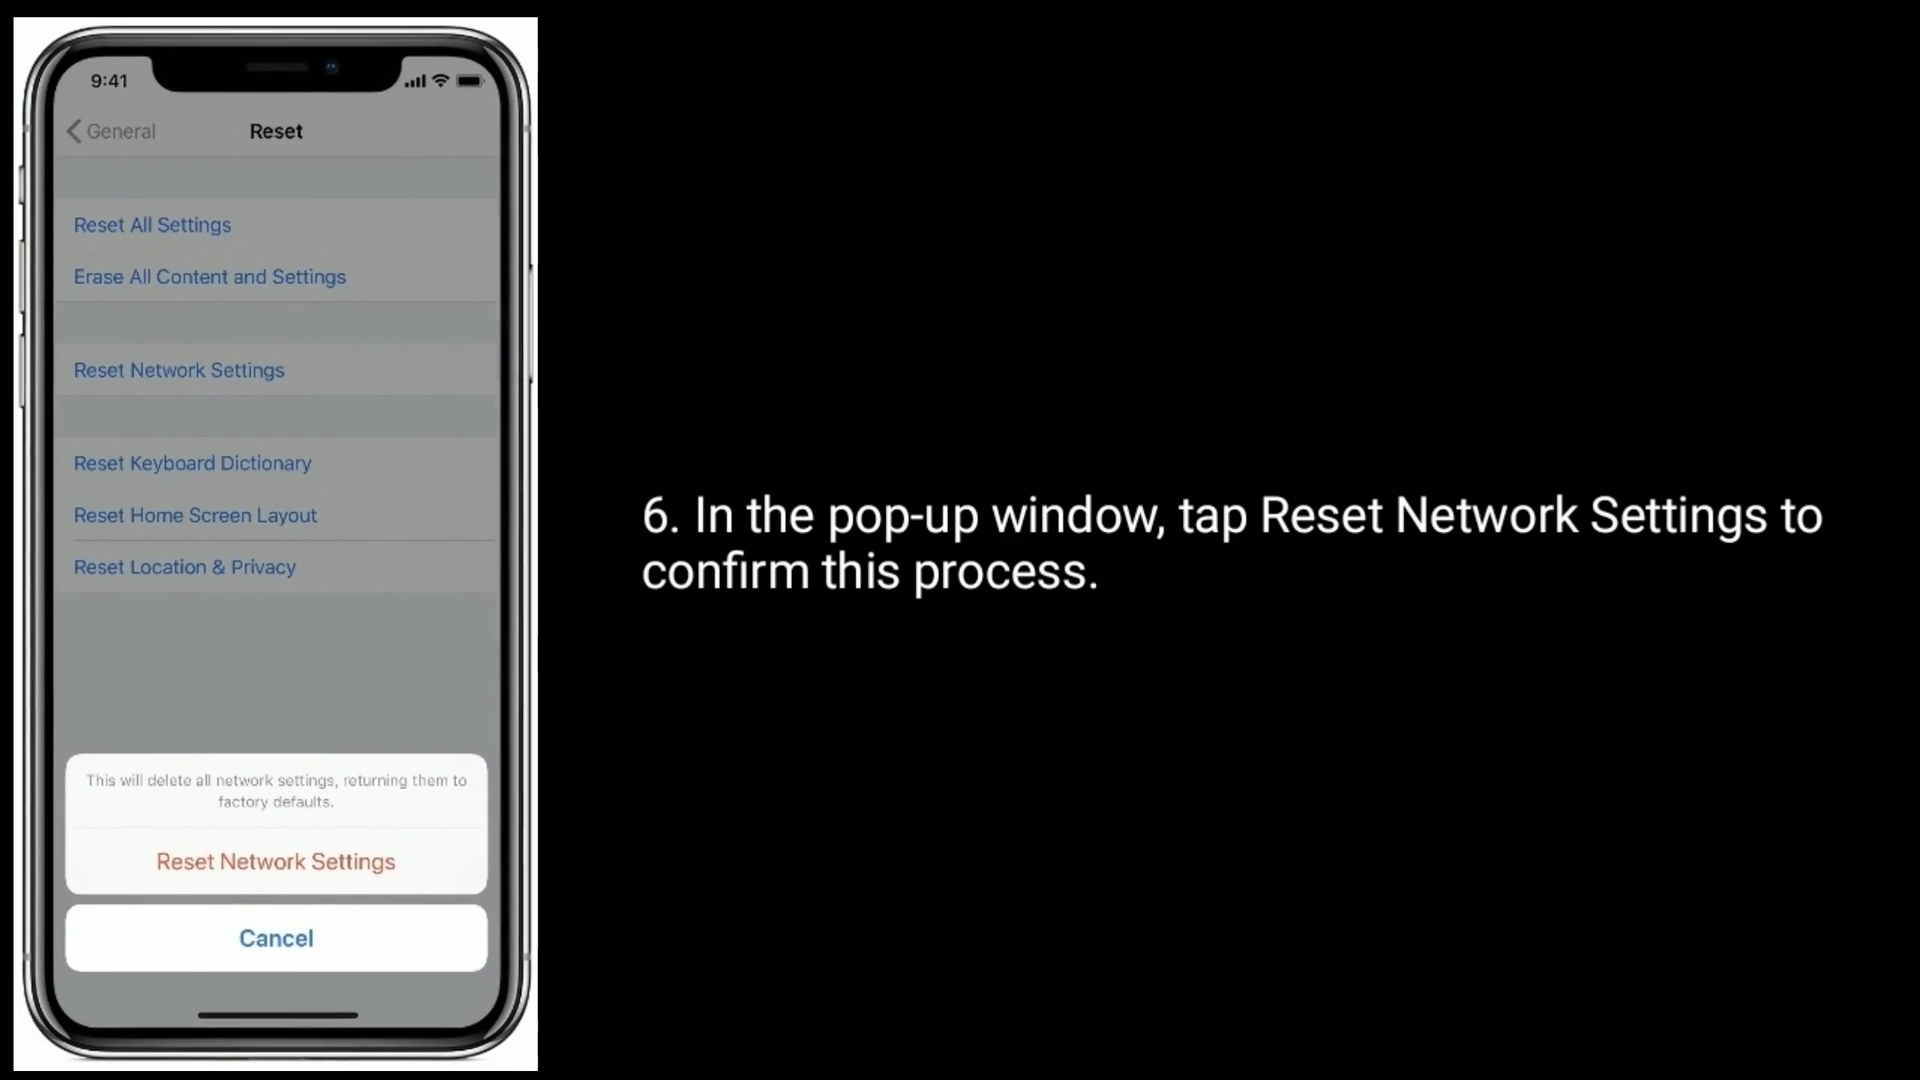 9:41
General
Reset
Reset All Settings
Erase All Content and Settings
Reset Network Settings
Reset Keyboard Dictionary
Reset Home Screen Layout
Reset Location & Privacy
This will delete all network settings, returning them to
factory defaults.
Reset Network Settings
Cancel
6. In the pop-up window, tap Reset Network Settings to
confirm this process.